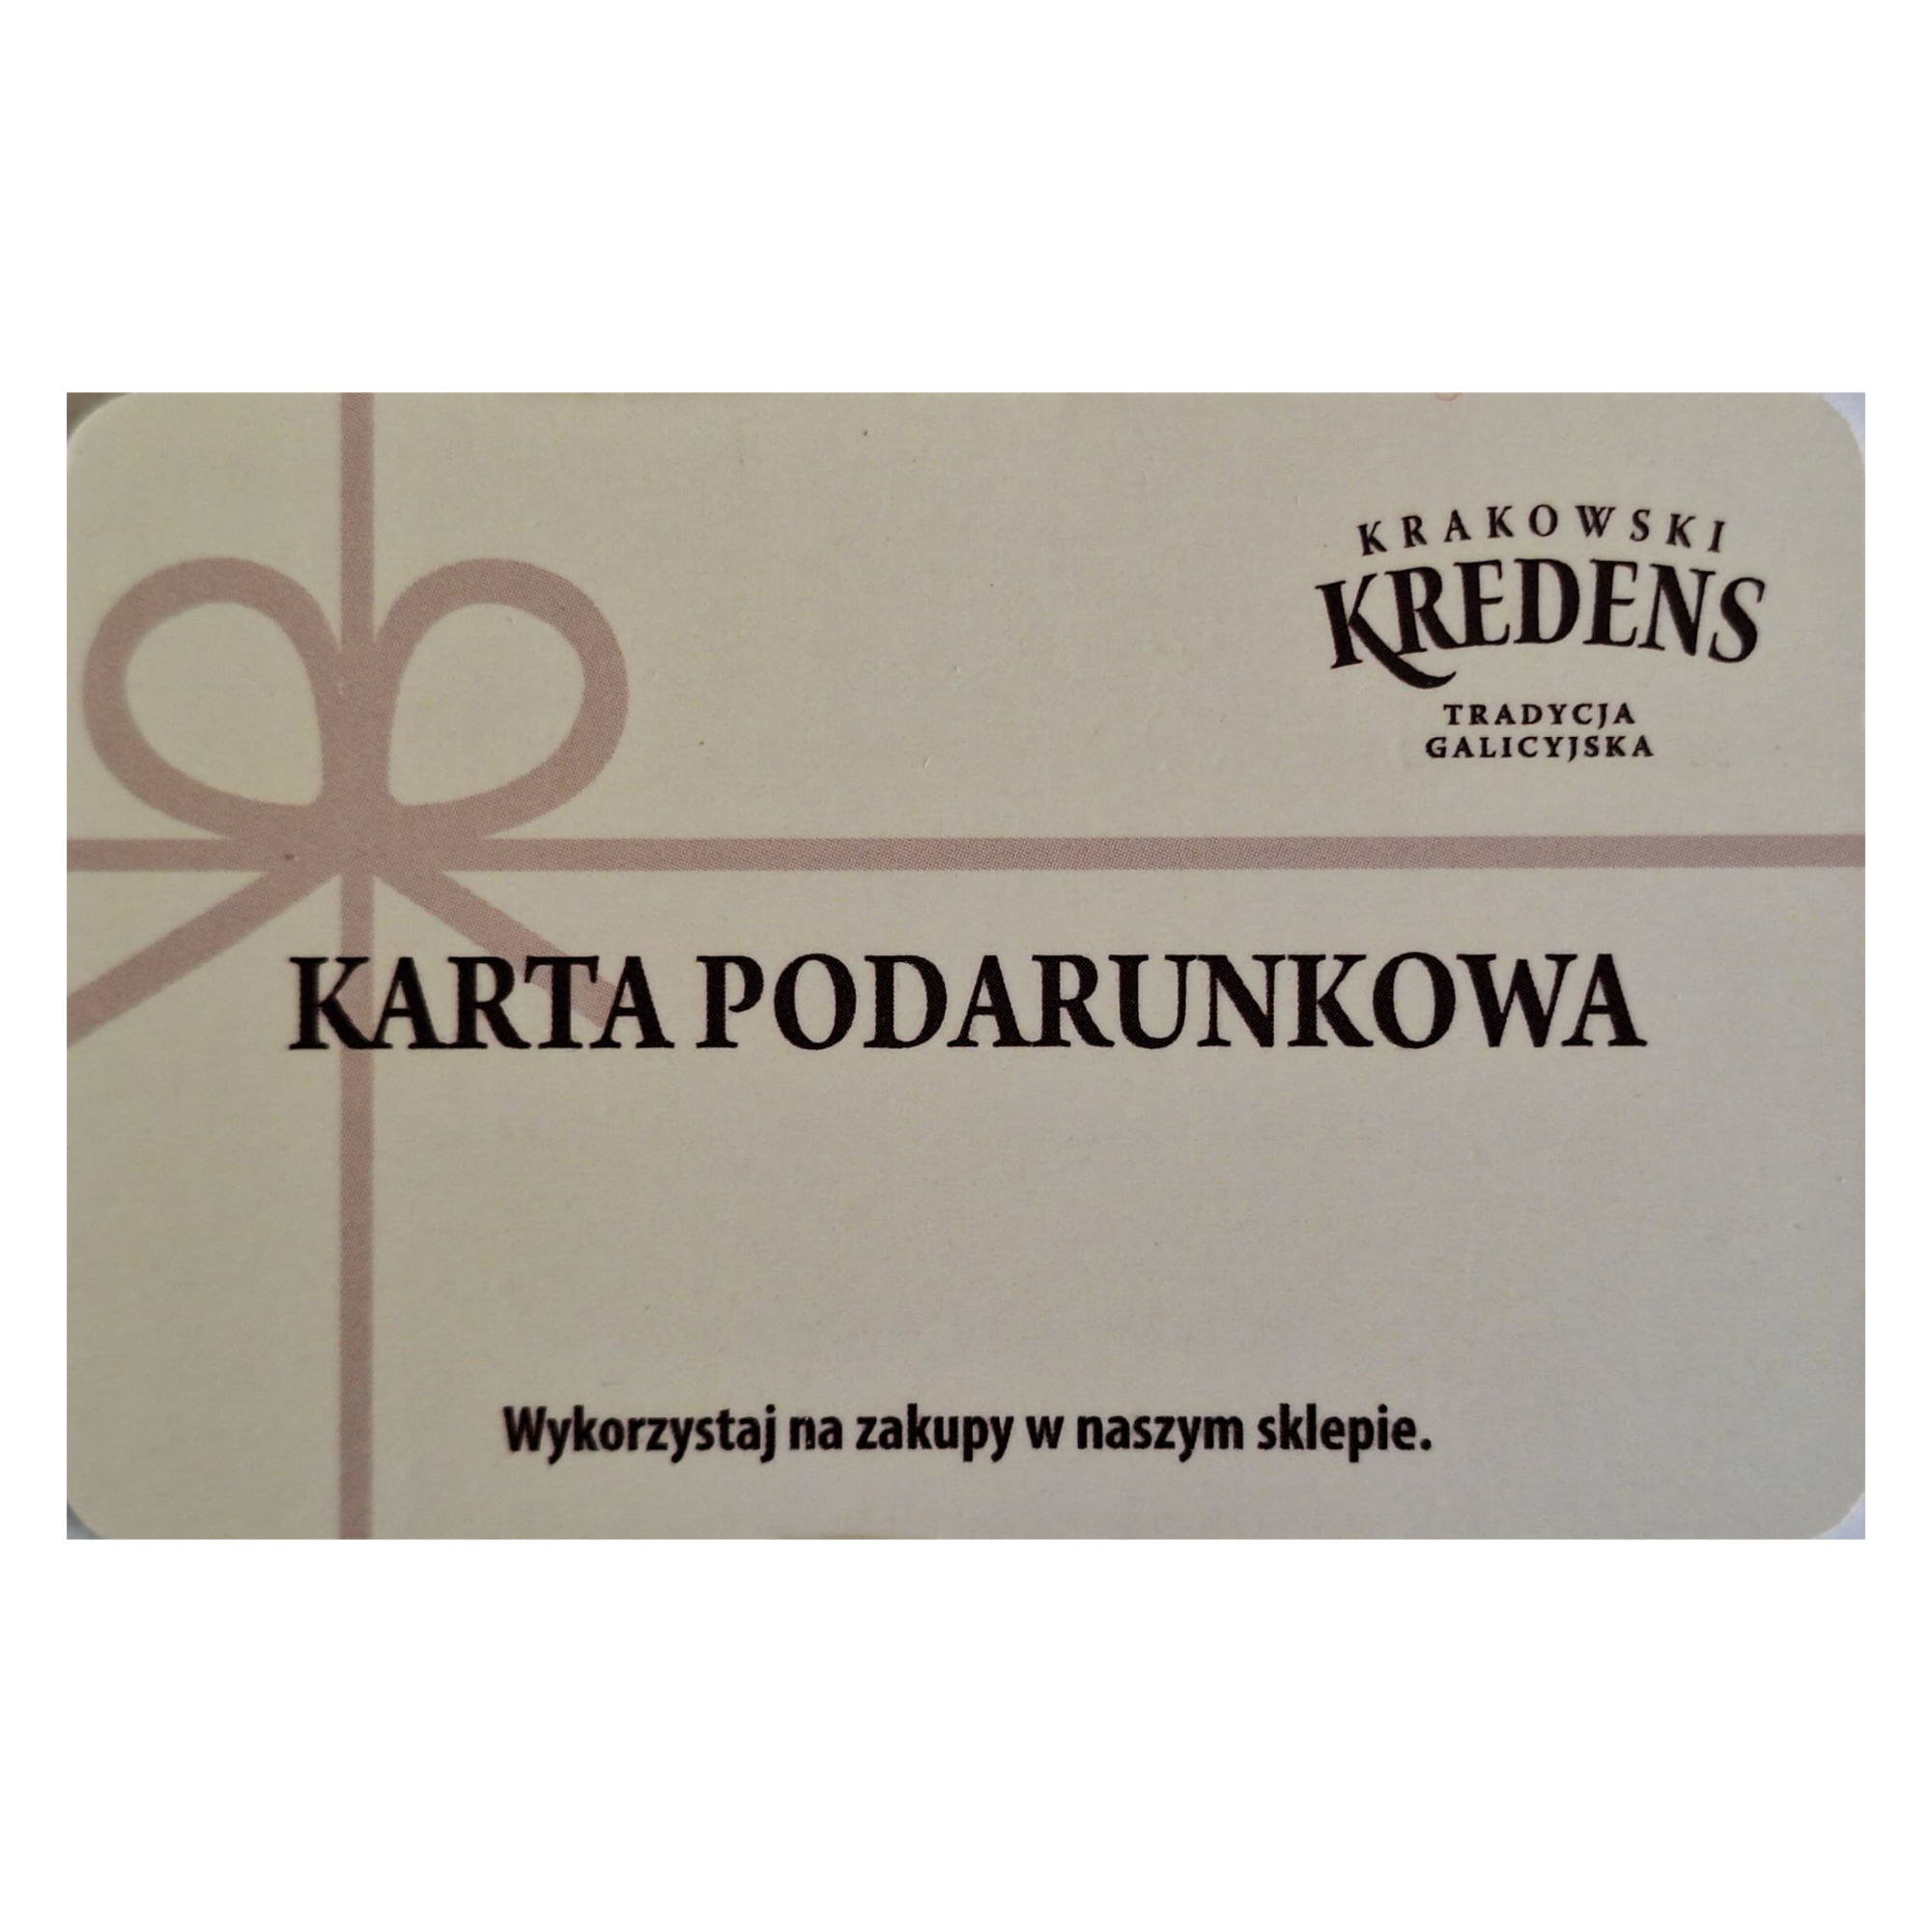 KRAKOWSKI
KREDENS
TRADYCJA
GALICYJSKA
KARTA PODARUNKOWA
Wykorzystaj na zakupy w naszym sklepie.